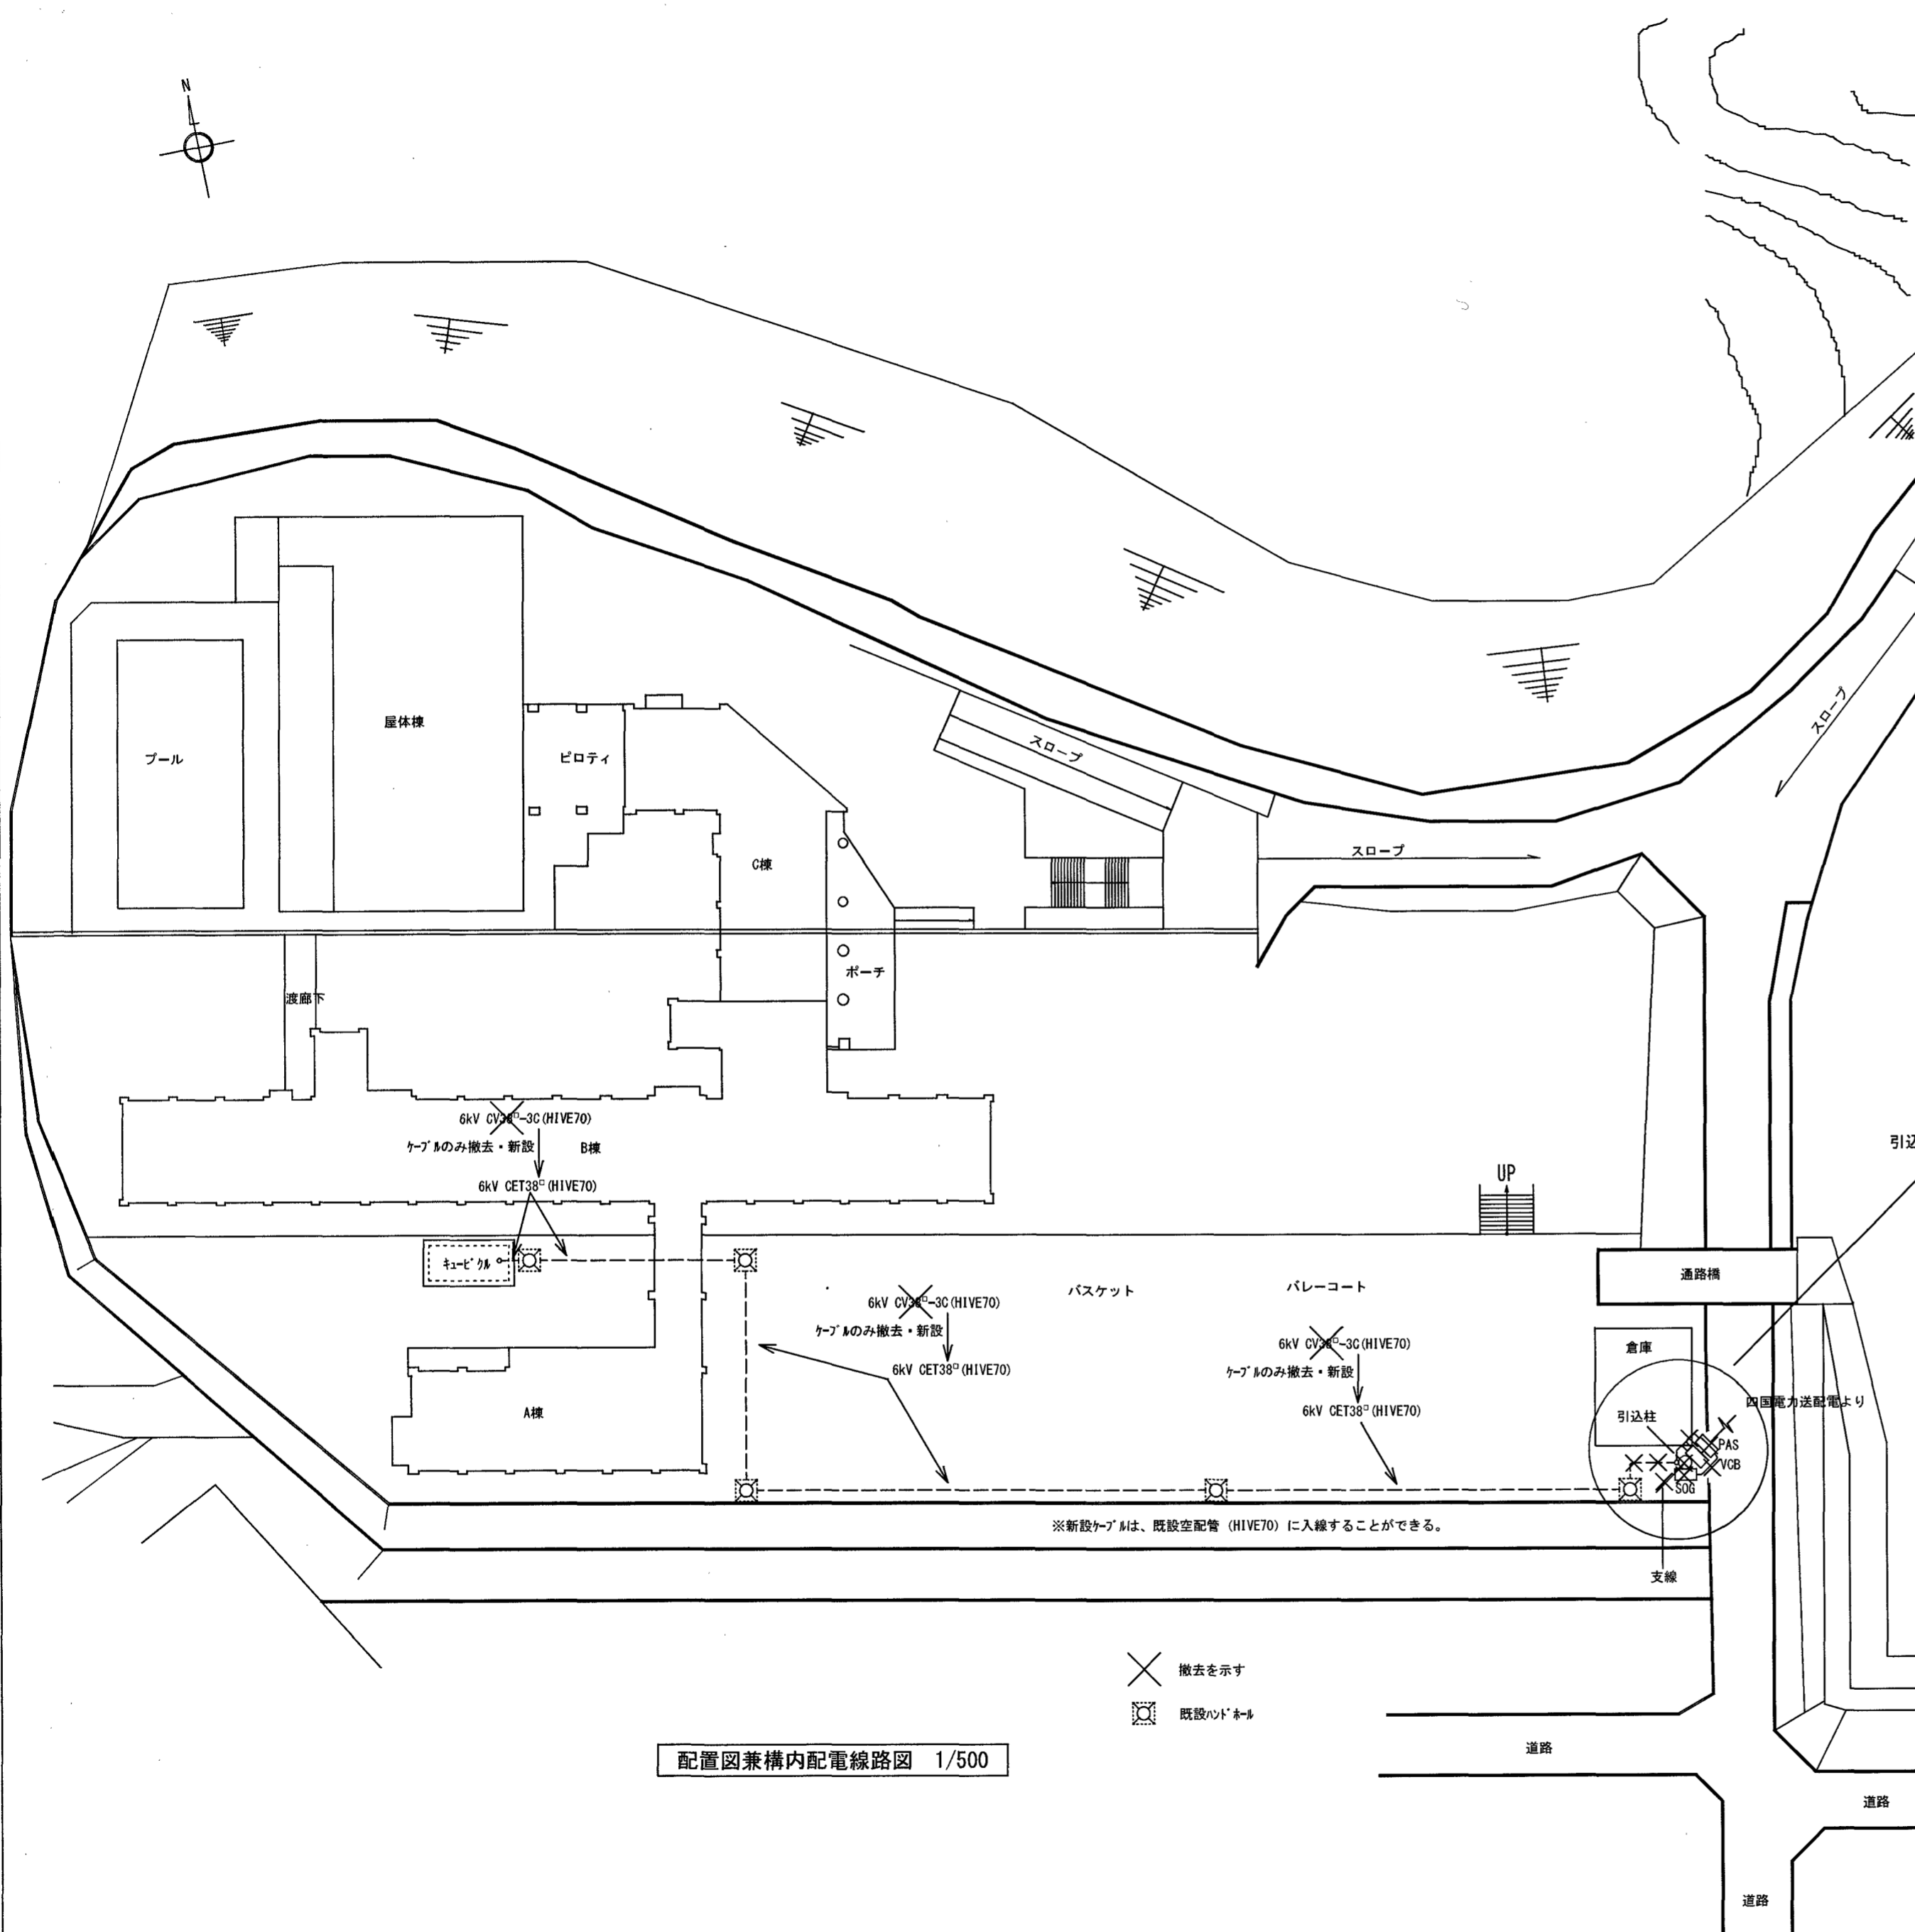 N
スロープ
屋体棟
プール
ピロティ
スロープ
スロープ
C棟
ポーチ
渡廊下
6kV CV38□-3C(HIVE70)
ケーブルのみ撤去・新設
B棟
6kV CET38□(HIVE70)
引込
UP
キュービクル
通路橋
バスケット
バレーコート
6kV CV38□-3C(HIVE70)
ケーブルのみ撤去・新設
6kV CET38□(HIVE70)
6kV CV38□-3C(HIVE70)
ケーブルのみ撤去・新設
6kV CET38□(HIVE70)
倉庫
四国電力送配電より
引込柱
PAS
VCB
SOG
A棟
※新設ケーブルは、既設空配管（HIVE70）に入線することができる。
支線
撤去を示す
既設ハンドホール
配置図兼構内配電線路図 1/500
道路
道路
道路